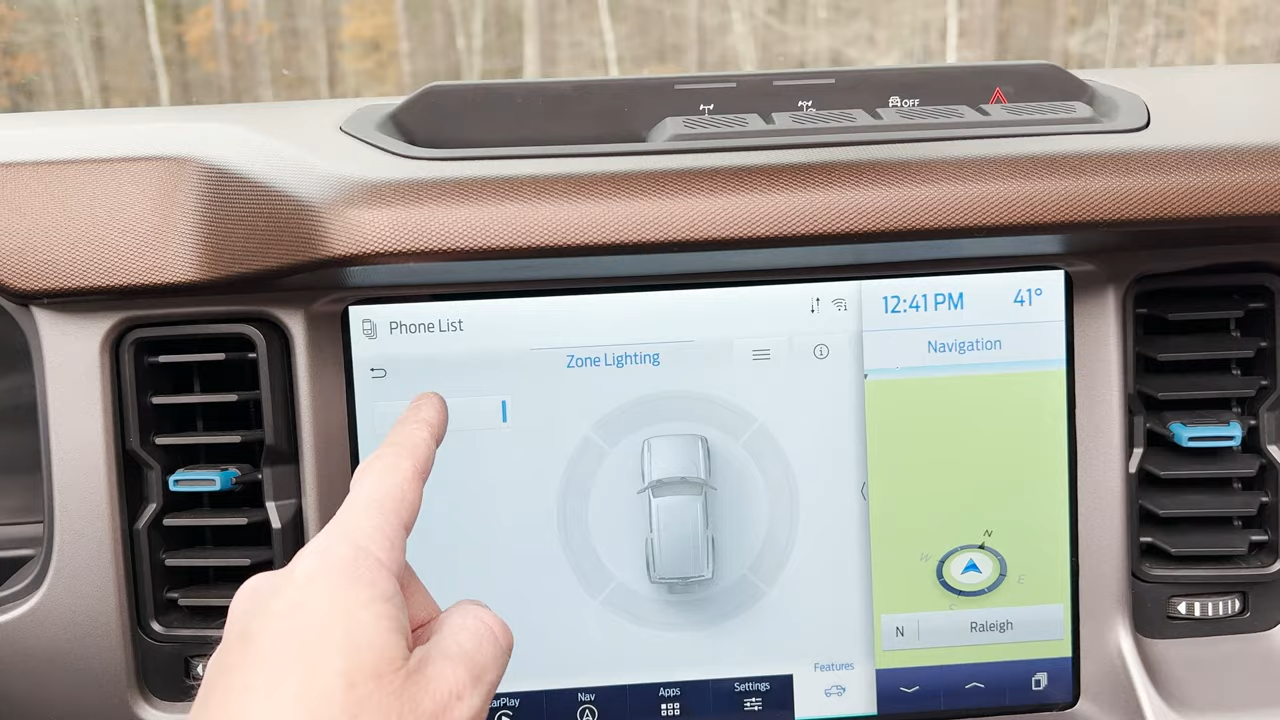 OFF
Phone List
12:41 PM
41°
Zone Lighting
Navigation
N
W
E
N
Raleigh
Features
Nav
Apps
Settings